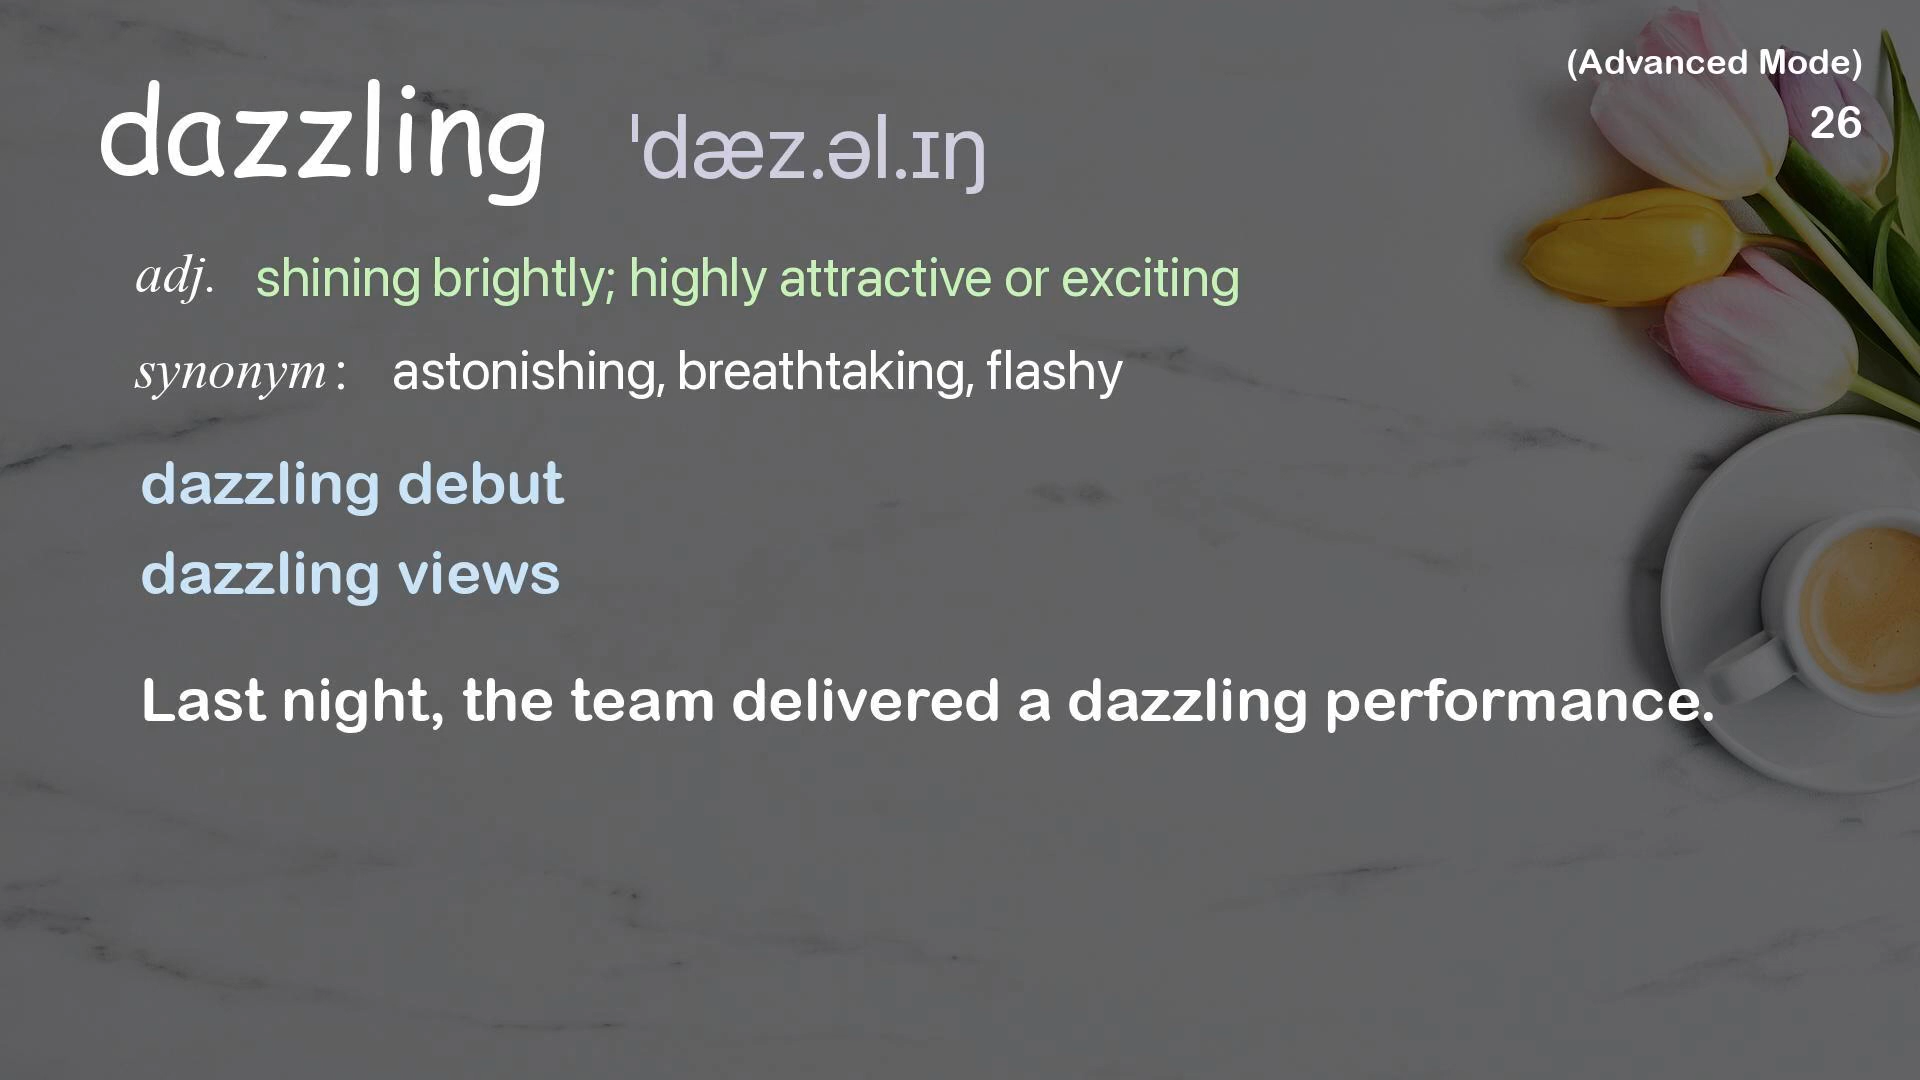 (Advanced Mode)
26
dazzling ˈdæz.əl.ɪŋ
adj. shining brightly; highly attractive or exciting
synonym : astonishing, breathtaking, flashy
dazzling debut
dazzling views
Last night, the team delivered a dazzling performance.